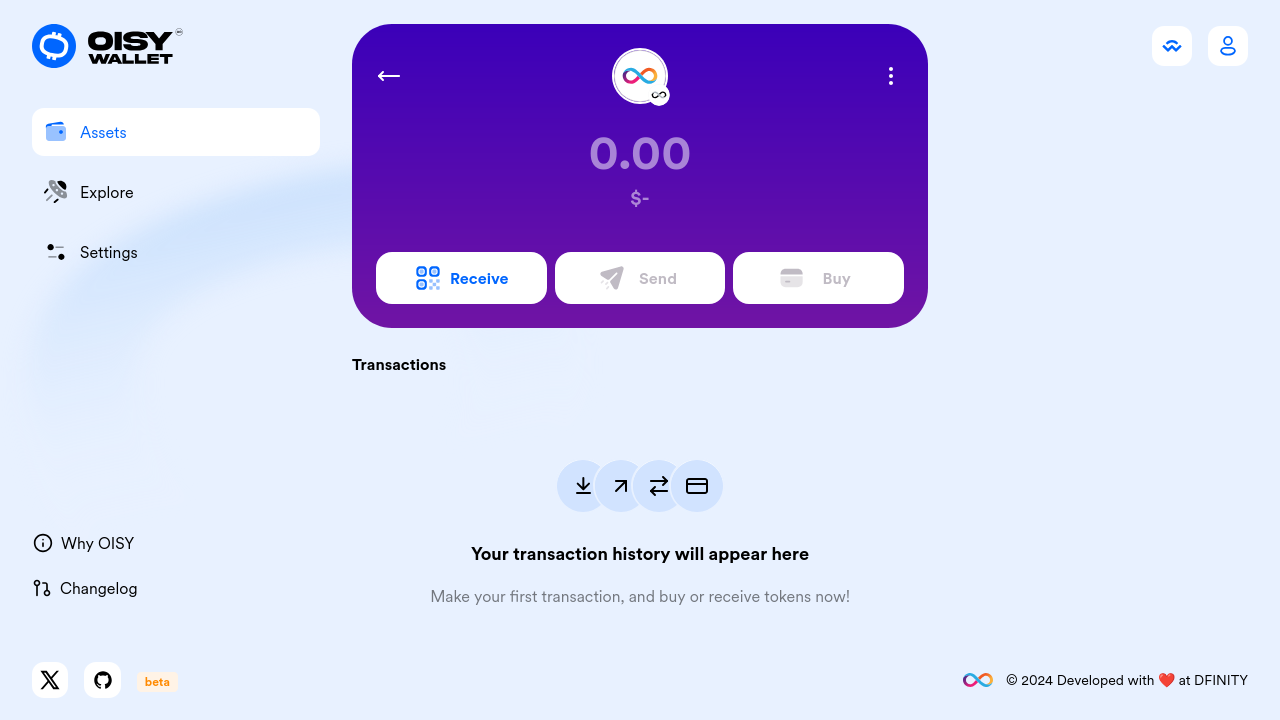 OISY
WALLET
Assets
Explore
Settings
0.00
$-
Receive
Send
Buy
Transactions
Your transaction history will appear here
Make your first transaction, and buy or receive tokens now!
Why OISY
Changelog
beta
© 2024 Developed with ❤️ at DFINITY